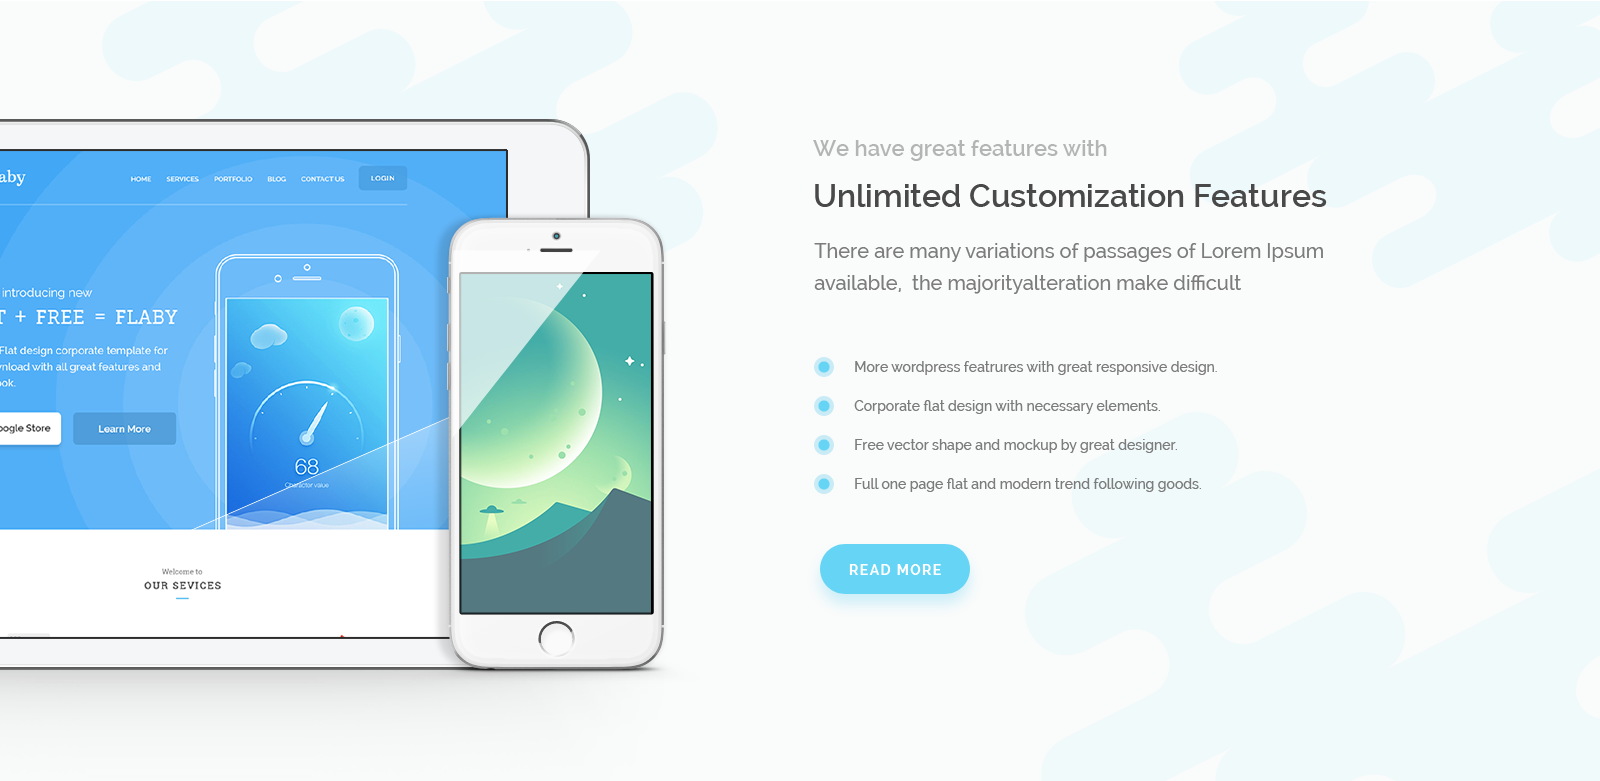 aby
HOME SERVICES PORTFOLIO BLOG CONTACT US LOGIN
introducing new
T + FREE = FLABY
Flat design corporate template for
nload with all great features and
ook.
oogle Store Learn More
68
Character value
Welcome to
OUR SEVICES
We have great features with
Unlimited Customization Features
There are many variations of passages of Lorem Ipsum
available, the majorityalteration make difficult
More wordpress featrures with great responsive design.
Corporate flat design with necessary elements.
Free vector shape and mockup by great designer.
Full one page flat and modern trend following goods.
READ MORE